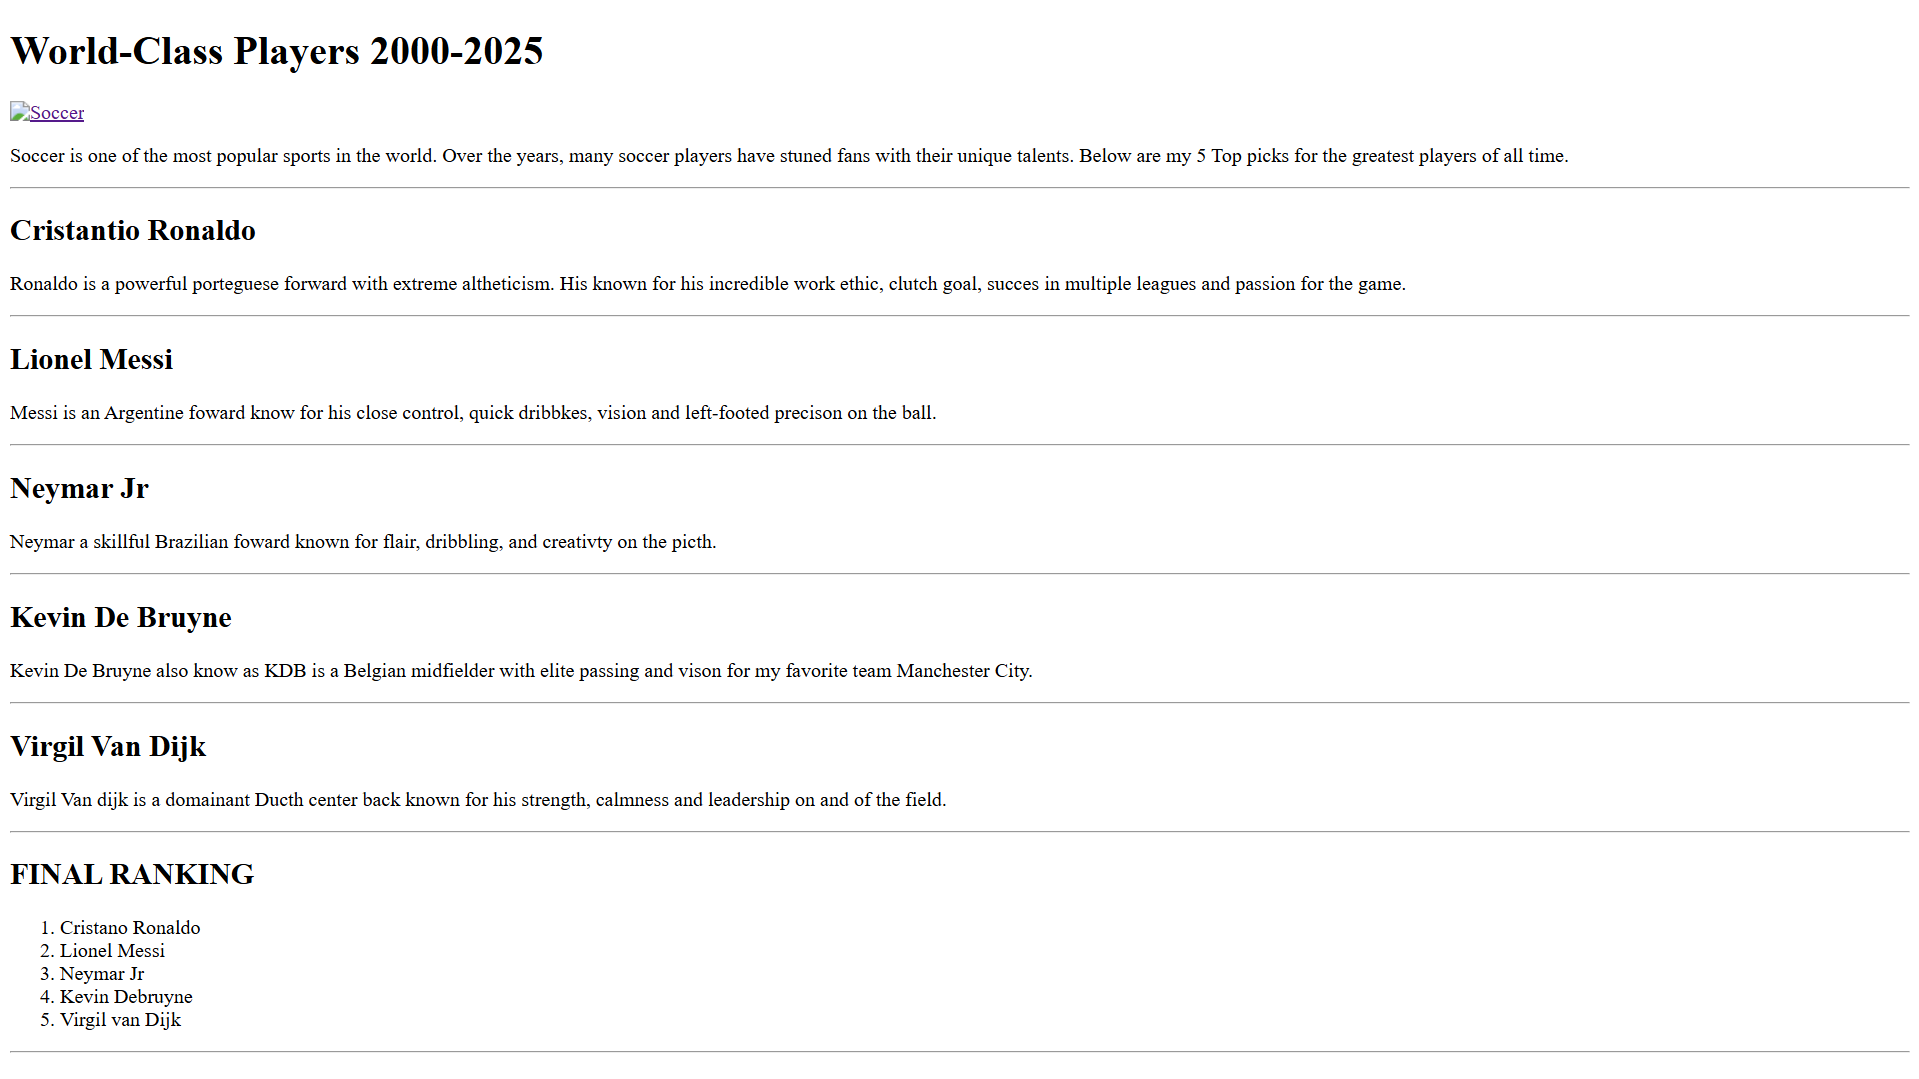 World-Class Players 2000-2025
Soccer
Soccer is one of the most popular sports in the world. Over the years, many soccer players have stuned fans with their unique talents. Below are my 5 Top picks for the greatest players of all time.
Cristantio Ronaldo
Ronaldo is a powerful porteguese forward with extreme altheticism. His known for his incredible work ethic, clutch goal, succes in multiple leagues and passion for the game.
Lionel Messi
Messi is an Argentine foward know for his close control, quick dribbkes, vision and left-footed precison on the ball.
Neymar Jr
Neymar a skillful Brazilian foward known for flair, dribbling, and creativty on the picth.
Kevin De Bruyne
Kevin De Bruyne also know as KDB is a Belgian midfielder with elite passing and vison for my favorite team Manchester City.
Virgil Van Dijk
Virgil Van dijk is a domainant Ducth center back known for his strength, calmness and leadership on and of the field.
FINAL RANKING
1. Cristano Ronaldo
2. Lionel Messi
3. Neymar Jr
4. Kevin Debruyne
5. Virgil van Dijk